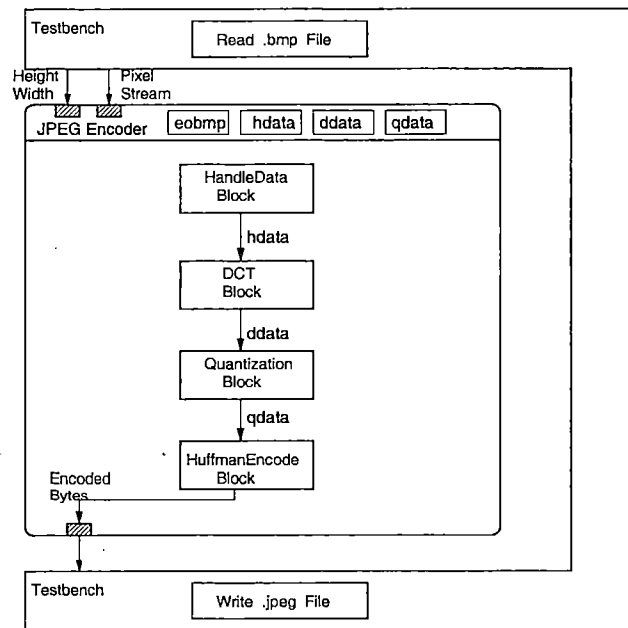 Testbench
Read .bmp File
Height
Width
Pixel
Stream
JPEG Encoder
eobmp
hdata
ddata
qdata
HandleData
Block
hdata
DCT
Block
ddata
Quantization
Block
qdata
HuffmanEncode
Block
Encoded
Bytes
Testbench
Write .jpeg File